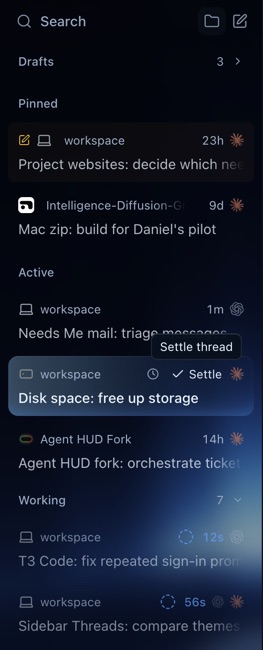 Search
Drafts 3
Pinned
workspace 23h
Project websites: decide which nee
Intelligence-Diffusion-G 9d
Mac zip: build for Daniel's pilot
Active
workspace 1m
Needs Me mail: triage messages
Settle thread
workspace Settle
Disk space: free up storage
Agent HUD Fork 14h
Agent HUD fork: orchestrate ticket
Working 7
workspace 12s
T3 Code: fix repeated sign-in prom
workspace 56s
Sidebar Threads: compare themes